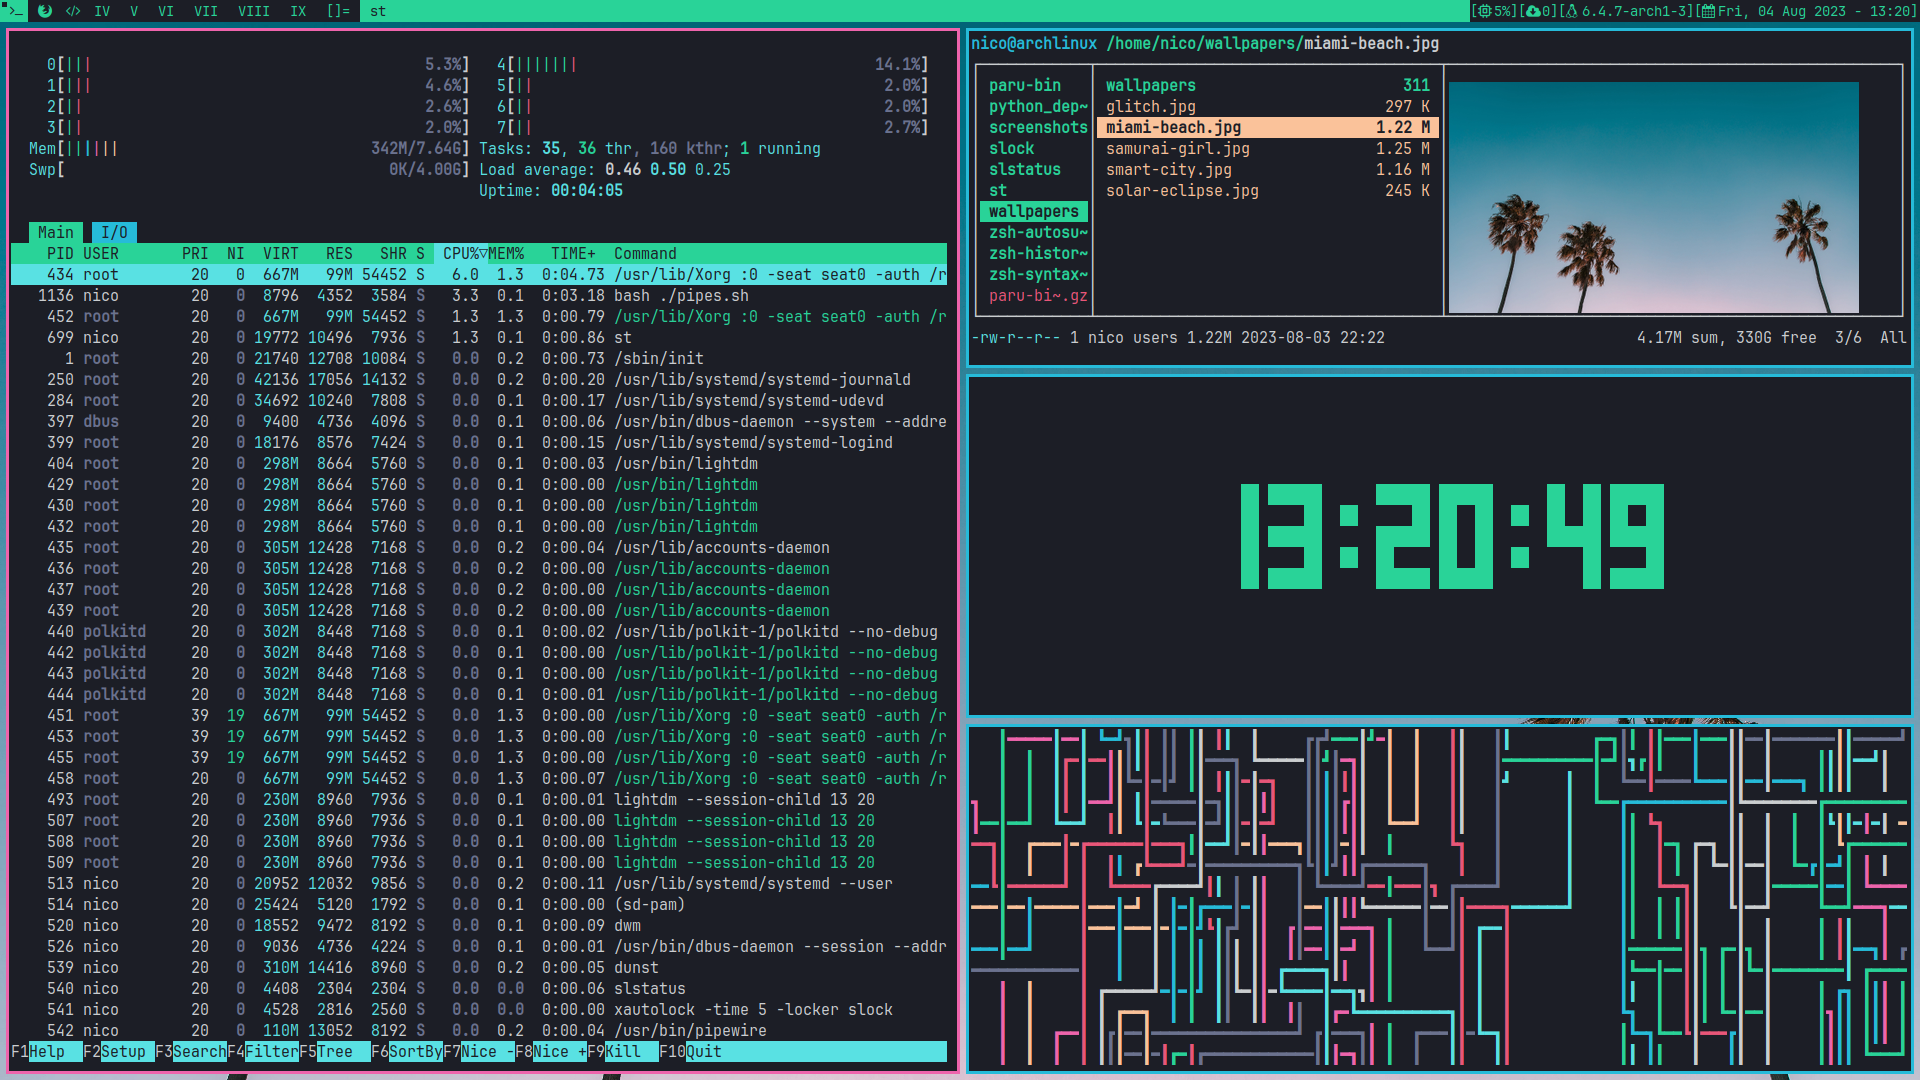 IV V VI VII VIII IX []= st [5%][0][6.4.7-arch1-3][Fri, 04 Aug 2023 - 13:20]
0[||| 5.3%] 4[||||||| 14.1%]
1[||| 4.6%] 5[|| 2.0%]
2[|| 2.6%] 6[|| 2.0%]
3[|| 2.0%] 7[|| 2.7%]
Mem[|||||| 342M/7.64G] Tasks: 35, 36 thr, 160 kthr; 1 running
Swp[ 0K/4.00G] Load average: 0.46 0.50 0.25
Uptime: 00:04:05
Main I/O
PID USER PRI NI VIRT RES SHR S CPU%▽MEM% TIME+ Command
434 root 20 0 667M 99M 54452 S 6.0 1.3 0:04.73 /usr/lib/Xorg :0 -seat seat0 -auth /r
1136 nico 20 0 8796 4352 3584 S 3.3 0.1 0:03.18 bash ./pipes.sh
452 root 20 0 667M 99M 54452 S 1.3 1.3 0:00.79 /usr/lib/Xorg :0 -seat seat0 -auth /r
699 nico 20 0 19772 10496 7936 S 1.3 0.1 0:00.86 st
1 root 20 0 21740 12708 10084 S 0.0 0.2 0:00.73 /sbin/init
250 root 20 0 42136 17056 14132 S 0.0 0.2 0:00.20 /usr/lib/systemd/systemd-journald
284 root 20 0 34692 10240 7808 S 0.0 0.1 0:00.17 /usr/lib/systemd/systemd-udevd
397 dbus 20 0 9400 4736 4096 S 0.0 0.1 0:00.06 /usr/bin/dbus-daemon --system --addre
399 root 20 0 18176 8576 7424 S 0.0 0.1 0:00.15 /usr/lib/systemd/systemd-logind
404 root 20 0 298M 8664 5760 S 0.0 0.1 0:00.03 /usr/bin/lightdm
429 root 20 0 298M 8664 5760 S 0.0 0.1 0:00.00 /usr/bin/lightdm
430 root 20 0 298M 8664 5760 S 0.0 0.1 0:00.00 /usr/bin/lightdm
432 root 20 0 298M 8664 5760 S 0.0 0.1 0:00.00 /usr/bin/lightdm
435 root 20 0 305M 12428 7168 S 0.0 0.2 0:00.04 /usr/lib/accounts-daemon
436 root 20 0 305M 12428 7168 S 0.0 0.2 0:00.00 /usr/lib/accounts-daemon
437 root 20 0 305M 12428 7168 S 0.0 0.2 0:00.00 /usr/lib/accounts-daemon
439 root 20 0 305M 12428 7168 S 0.0 0.2 0:00.00 /usr/lib/accounts-daemon
440 polkitd 20 0 302M 8448 7168 S 0.0 0.1 0:00.02 /usr/lib/polkit-1/polkitd --no-debug
442 polkitd 20 0 302M 8448 7168 S 0.0 0.1 0:00.00 /usr/lib/polkit-1/polkitd --no-debug
443 polkitd 20 0 302M 8448 7168 S 0.0 0.1 0:00.00 /usr/lib/polkit-1/polkitd --no-debug
444 polkitd 20 0 302M 8448 7168 S 0.0 0.1 0:00.01 /usr/lib/polkit-1/polkitd --no-debug
451 root 39 19 667M 99M 54452 S 0.0 1.3 0:00.00 /usr/lib/Xorg :0 -seat seat0 -auth /r
453 root 39 19 667M 99M 54452 S 0.0 1.3 0:00.00 /usr/lib/Xorg :0 -seat seat0 -auth /r
455 root 39 19 667M 99M 54452 S 0.0 1.3 0:00.00 /usr/lib/Xorg :0 -seat seat0 -auth /r
458 root 20 0 667M 99M 54452 S 0.0 1.3 0:00.07 /usr/lib/Xorg :0 -seat seat0 -auth /r
493 root 20 0 230M 8960 7936 S 0.0 0.1 0:00.01 lightdm --session-child 13 20
507 root 20 0 230M 8960 7936 S 0.0 0.1 0:00.00 lightdm --session-child 13 20
508 root 20 0 230M 8960 7936 S 0.0 0.1 0:00.00 lightdm --session-child 13 20
509 root 20 0 230M 8960 7936 S 0.0 0.1 0:00.00 lightdm --session-child 13 20
513 nico 20 0 20952 12032 9856 S 0.0 0.2 0:00.11 /usr/lib/systemd/systemd --user
514 nico 20 0 25424 5120 1792 S 0.0 0.1 0:00.00 (sd-pam)
520 nico 20 0 18552 9472 8192 S 0.0 0.1 0:00.09 dwm
526 nico 20 0 9036 4736 4224 S 0.0 0.1 0:00.01 /usr/bin/dbus-daemon --session --addr
539 nico 20 0 310M 14416 8960 S 0.0 0.2 0:00.05 dunst
540 nico 20 0 4408 2304 2304 S 0.0 0.0 0:00.06 slstatus
541 nico 20 0 4528 2816 2560 S 0.0 0.0 0:00.00 xautolock -time 5 -locker slock
542 nico 20 0 110M 13052 8192 S 0.0 0.2 0:00.04 /usr/bin/pipewire
F1Help F2Setup F3SearchF4FilterF5Tree F6SortByF7Nice -F8Nice +F9Kill F10Quit
nico@archlinux /home/nico/wallpapers/miami-beach.jpg
paru-bin wallpapers 311
python_dep~ glitch.jpg 297 K
screenshots miami-beach.jpg 1.22 M
slock samurai-girl.jpg 1.25 M
slstatus smart-city.jpg 1.16 M
st solar-eclipse.jpg 245 K
wallpapers
zsh-autosu~
zsh-histor~
zsh-syntax~
paru-bi~.gz
-rw-r--r-- 1 nico users 1.22M 2023-08-03 22:22 4.17M sum, 330G free 3/6 All
13:20:49